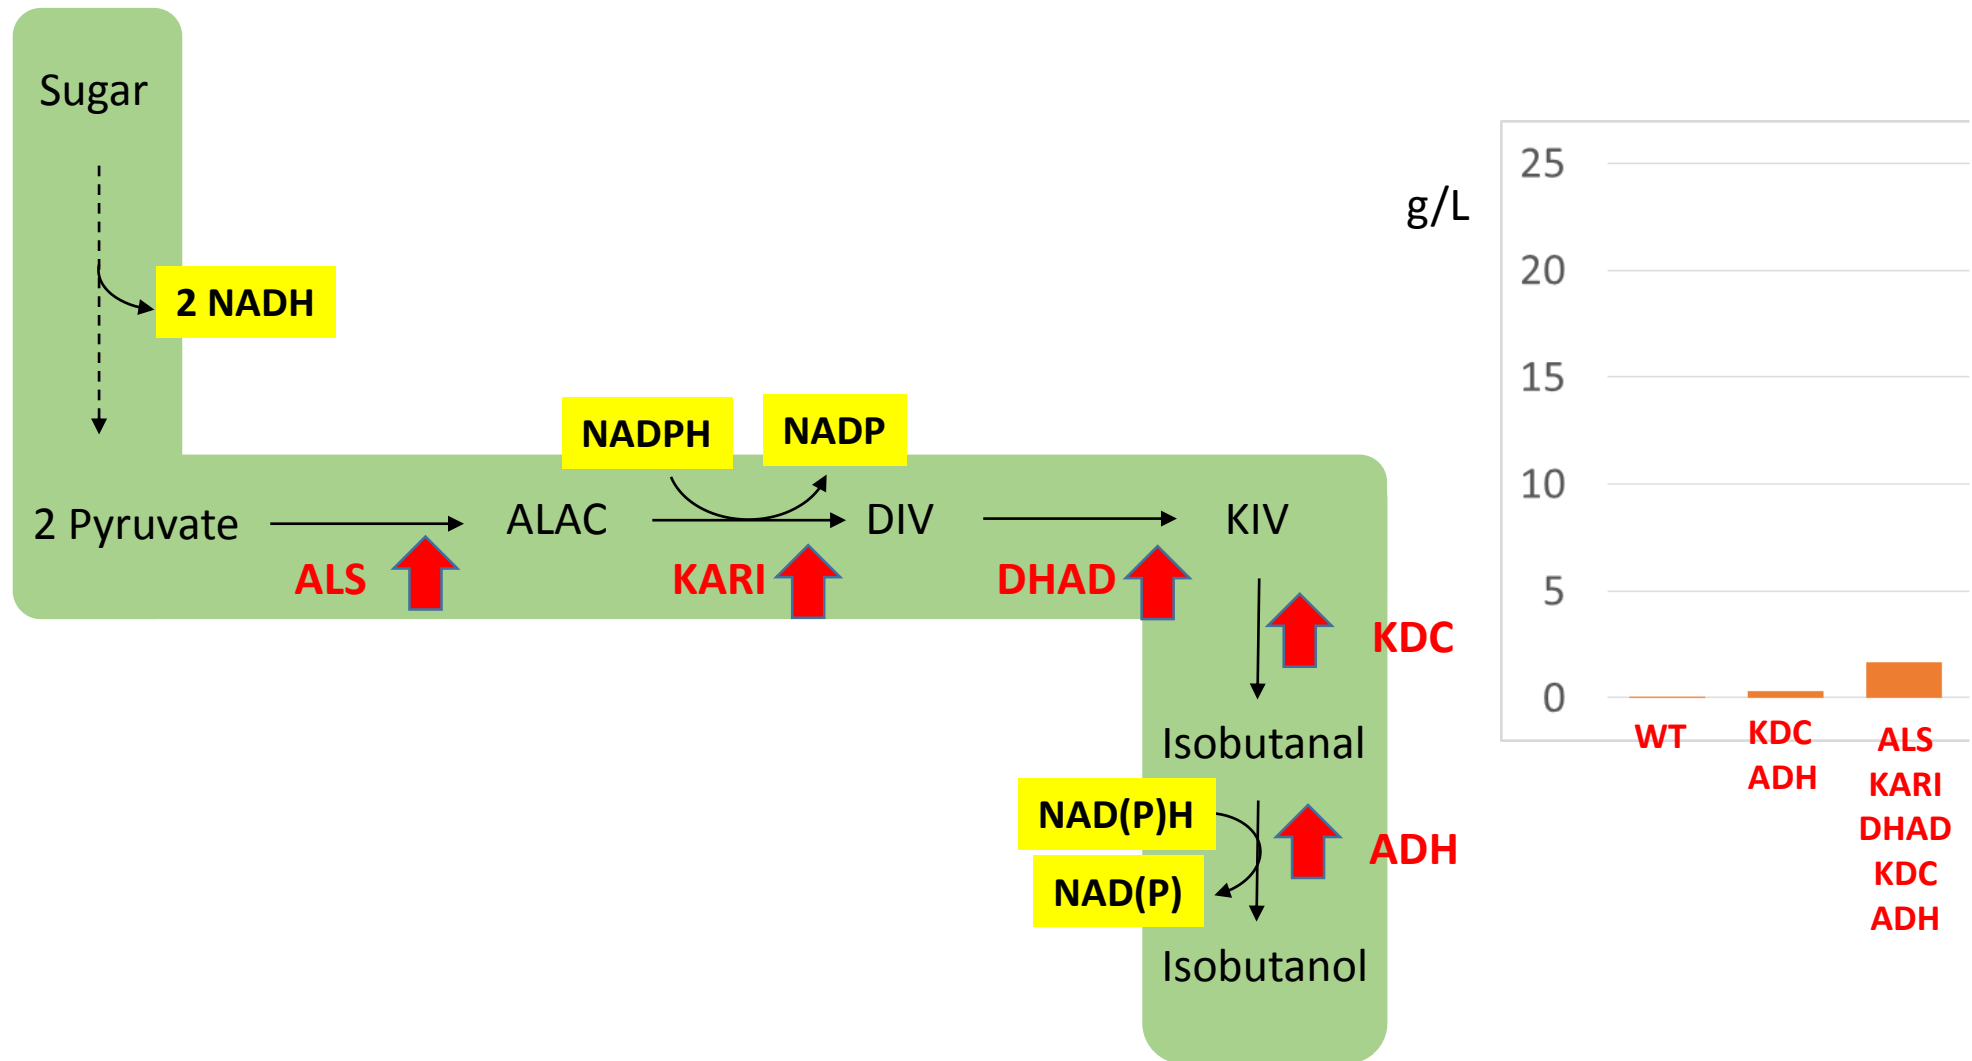 Sugar
2 NADH
NADPH
NADP
2 Pyruvate
ALAC
DIV
KIV
ALS
KARI
DHAD
KDC
Isobutanal
NAD(P)H
ADH
NAD(P)
Isobutanol
g/L
25
20
15
10
5
0
WT
KDC
ADH
ALS
KARI
DHAD
KDC
ADH